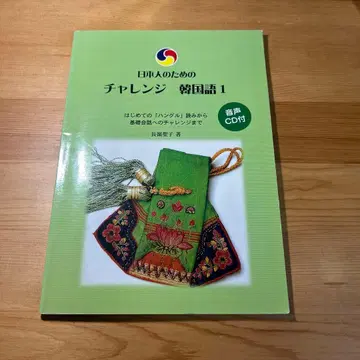 日本人のための
チャレンジ 韓国語1
はじめての「ハングル」読みから
基礎会話へのチャレンジまで
長福聖子 著
音声
CD付